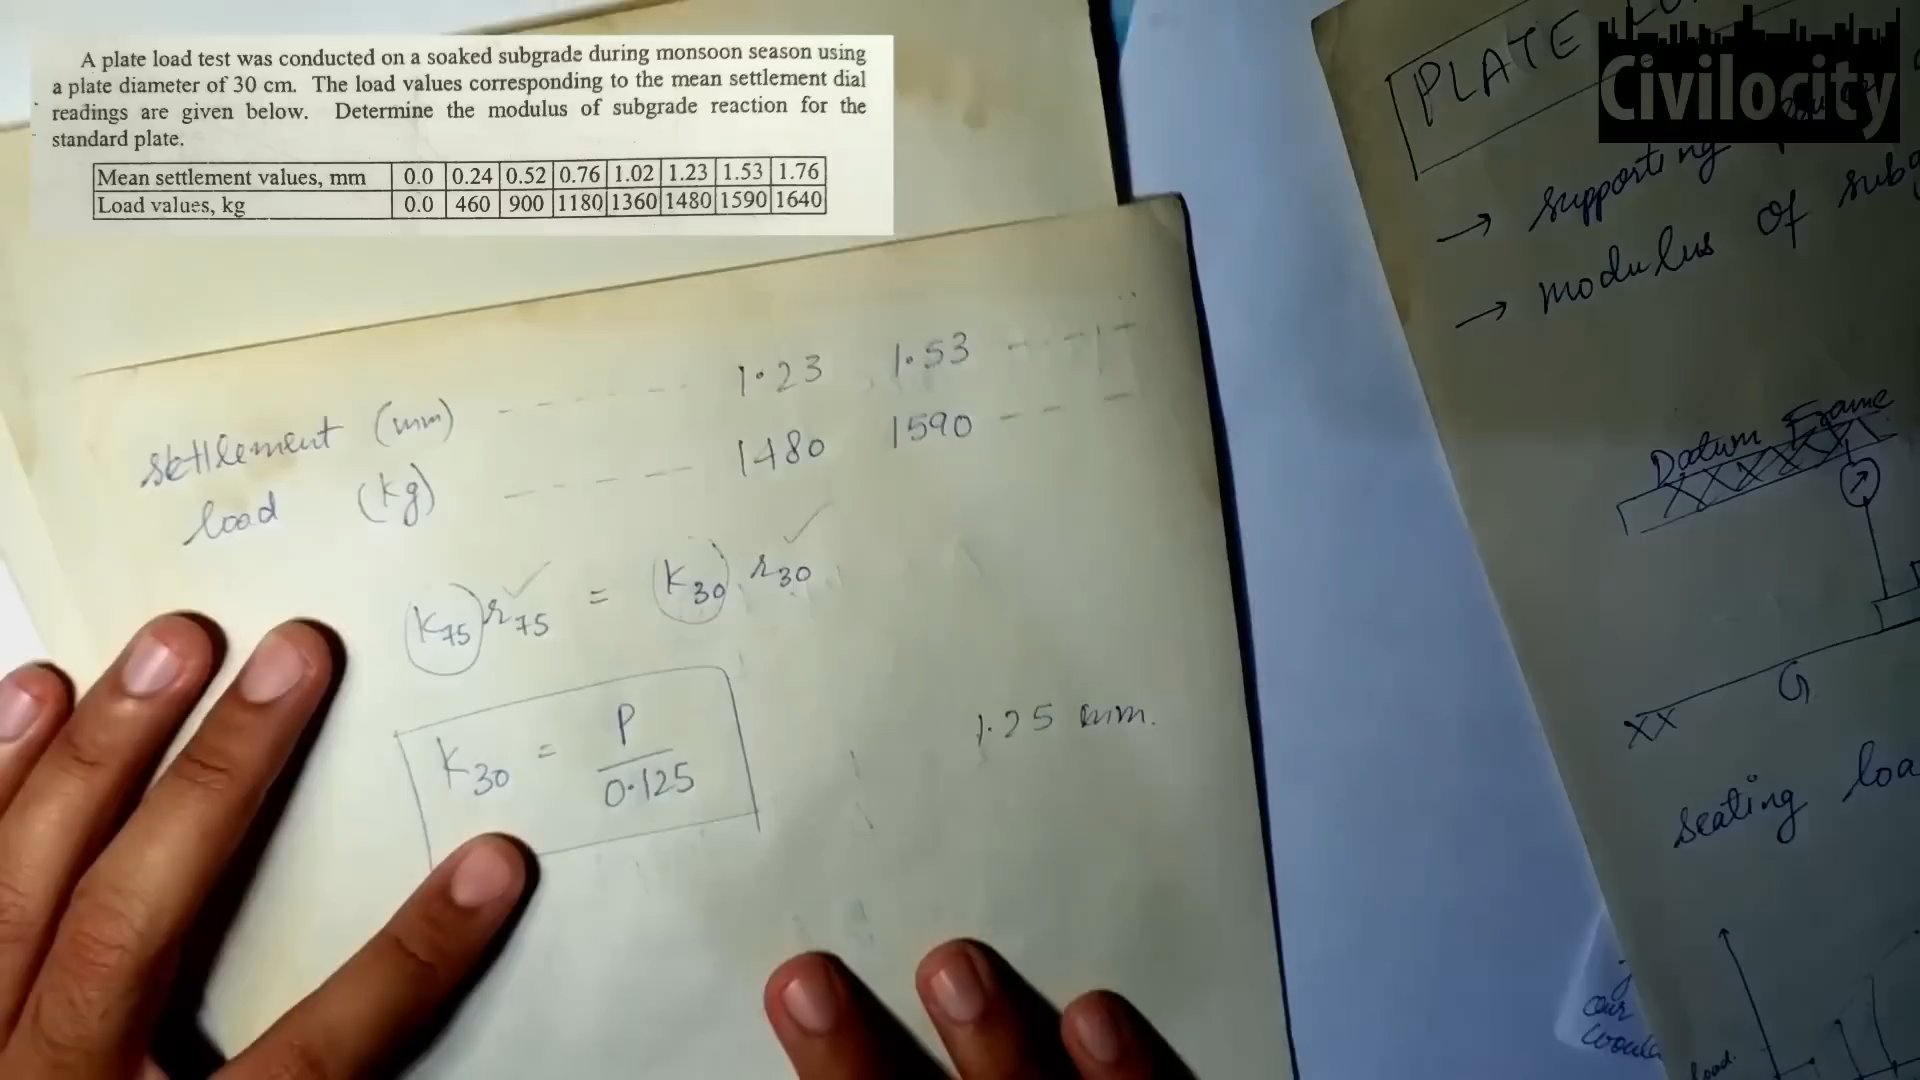 A plate load test was conducted on a soaked subgrade during monsoon season using
a plate diameter of 30 cm. The load values corresponding to the mean settlement dial
readings are given below. Determine the modulus of subgrade reaction for the
standard plate.
Mean settlement values, mm 0.0 0.24 0.52 0.76 1.02 1.23 1.53 1.76
Load values, kg 0.0 460 900 1180 1360 1480 1590 1640
settlement (mm) ------ 1.23 1.53 -----
load (kg) ------ 1480 1590 -----
K75 r75 = K30 r30
K30 = P / 0.125
1.25 mm.
PLATE
Civilocity
→ supporting
→ modulus of
Datum Frame
XX
seating
our
load.